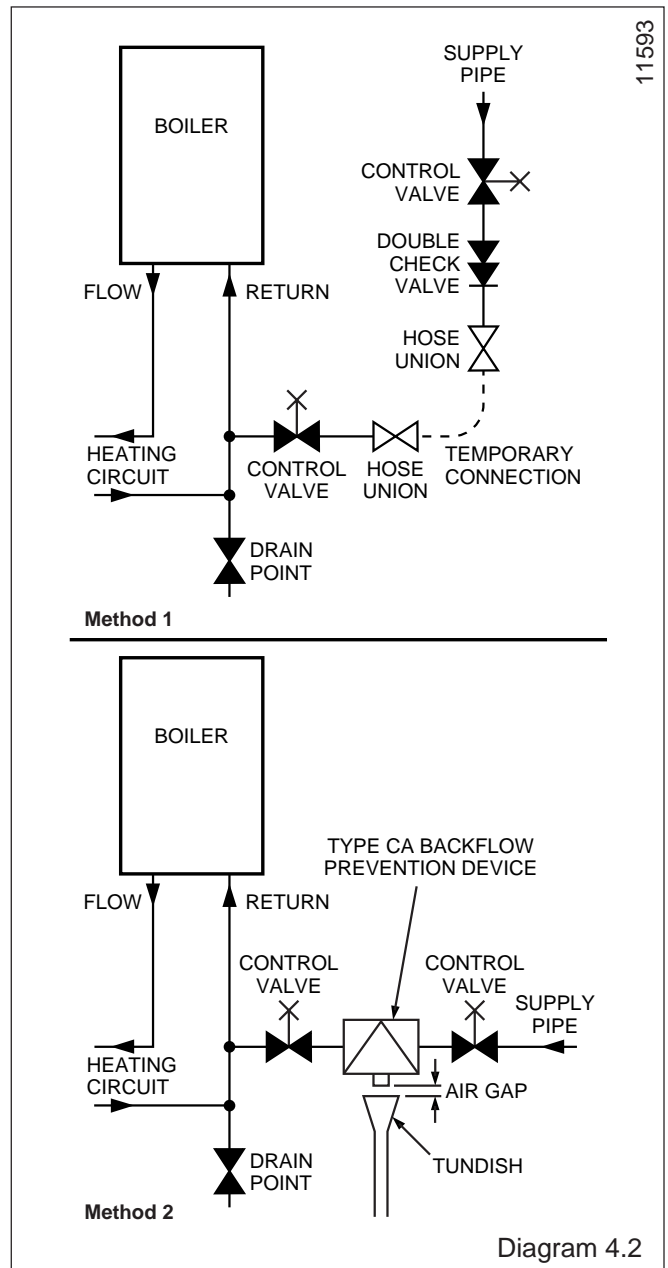 11593
SUPPLY
PIPE
BOILER
CONTROL
VALVE
DOUBLE
CHECK
VALVE
FLOW
RETURN
HOSE
UNION
HEATING
CIRCUIT
CONTROL
VALVE
HOSE
UNION
TEMPORARY
CONNECTION
DRAIN
POINT
Method 1
BOILER
TYPE CA BACKFLOW
PREVENTION DEVICE
FLOW
RETURN
CONTROL
VALVE
CONTROL
VALVE
SUPPLY
PIPE
HEATING
CIRCUIT
AIR GAP
DRAIN
POINT
TUNDISH
Method 2
Diagram 4.2